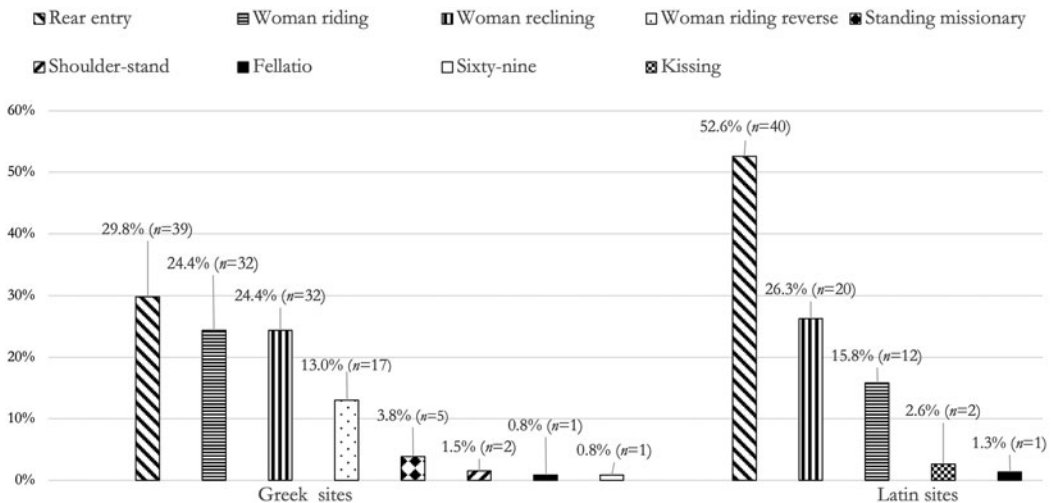 Rear entry Woman riding Woman reclining Woman riding reverse Standing missionary
Shoulder-stand Fellatio Sixty-nine Kissing
60%
52.6% (n=40)
50%
40%
29.8% (n=39)
30%
24.4% (n=32)
24.4% (n=32)
26.3% (n=20)
20%
13.0% (n=17)
15.8% (n=12)
10%
3.8% (n=5)
1.5% (n=2)
0.8% (n=1)
0.8% (n=1)
2.6% (n=2)
1.3% (n=1)
0%
Greek sites Latin sites